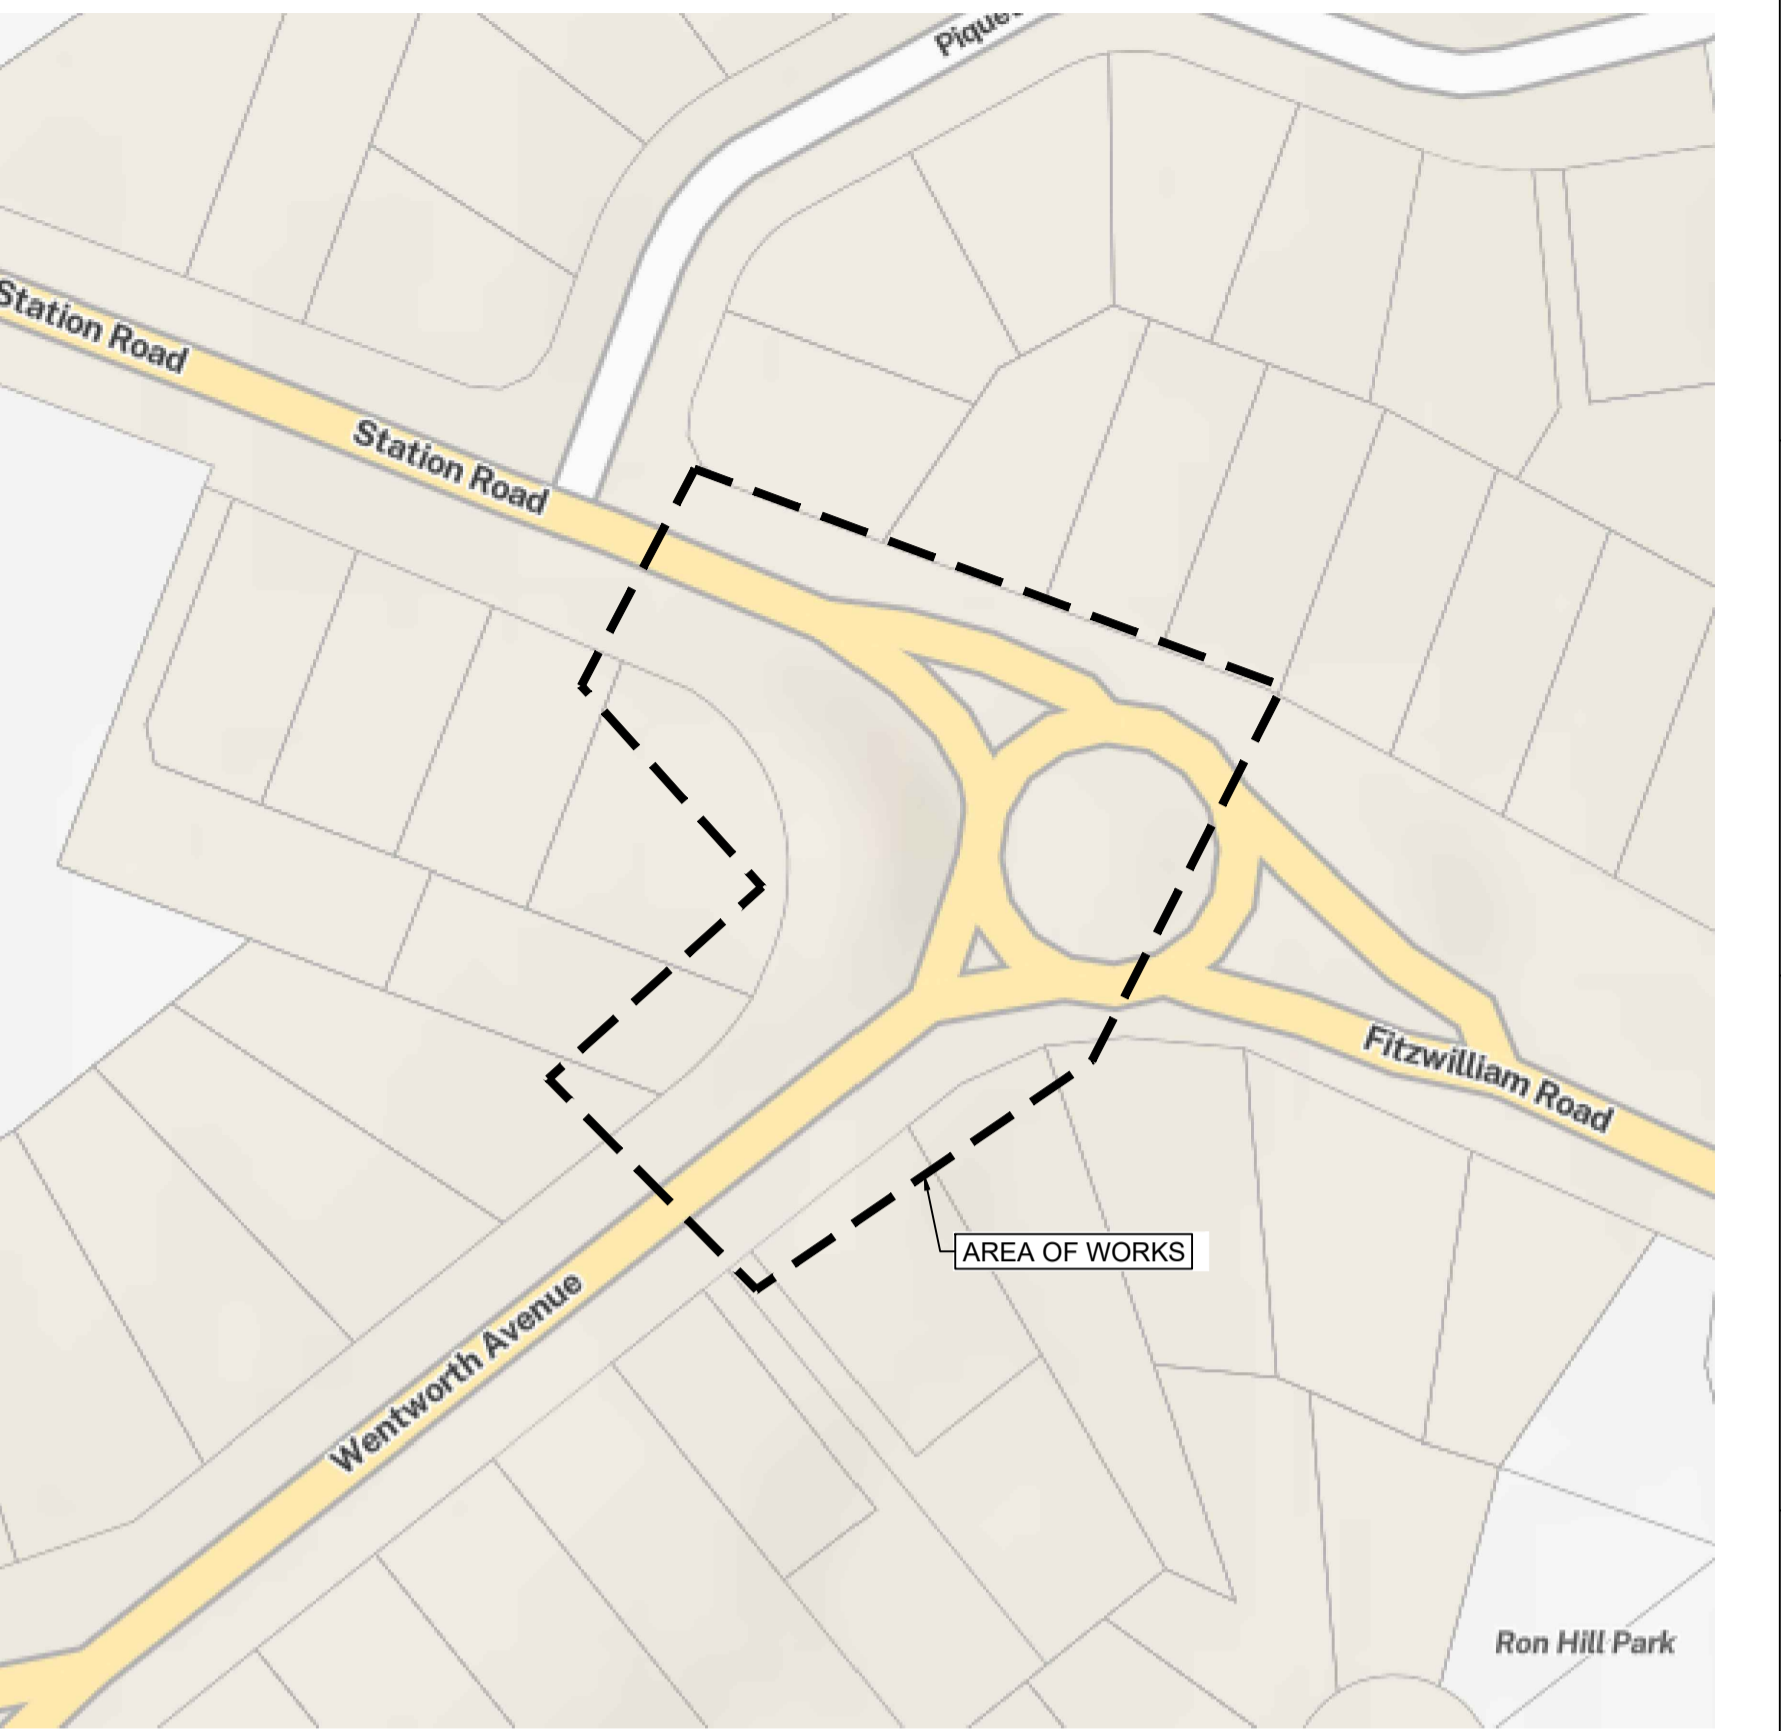 Station Road
Station Road
Fitzwilliam Road
AREA OF WORKS
Wentworth Avenue
Ron Hill Park